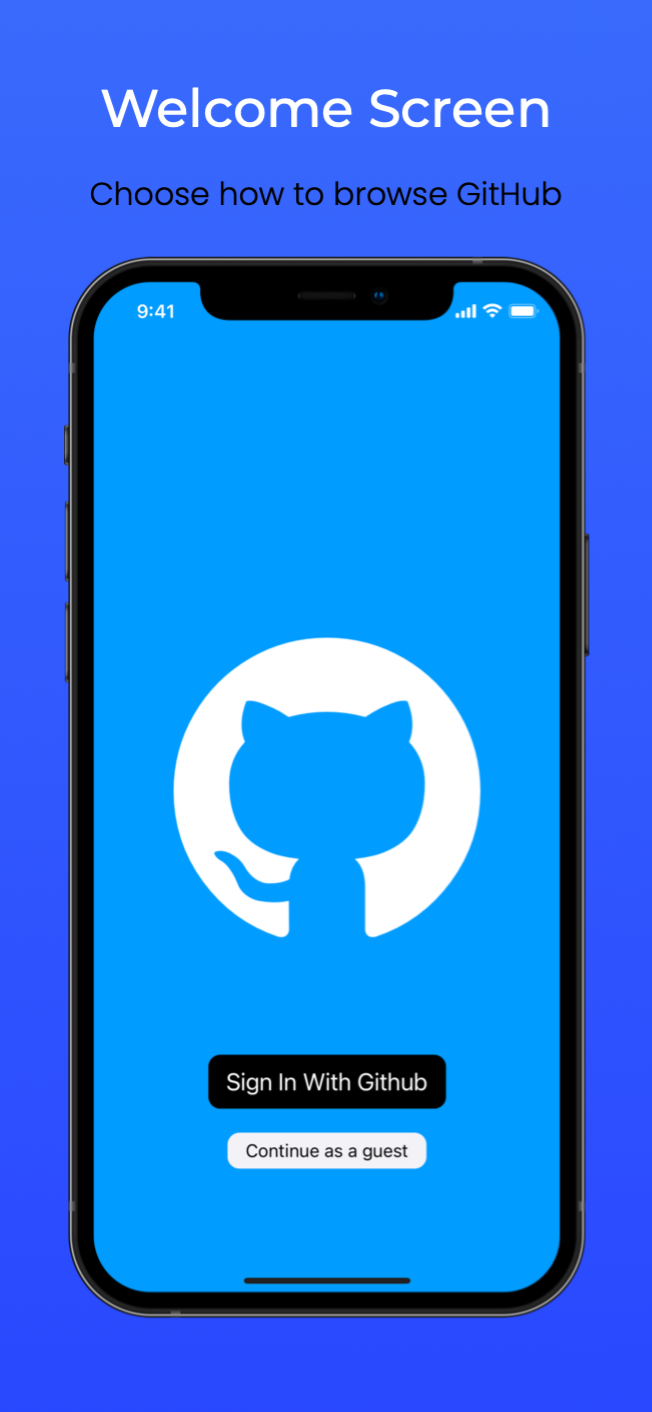 Welcome Screen
Choose how to browse GitHub
9:41
Sign In With Github
Continue as a guest